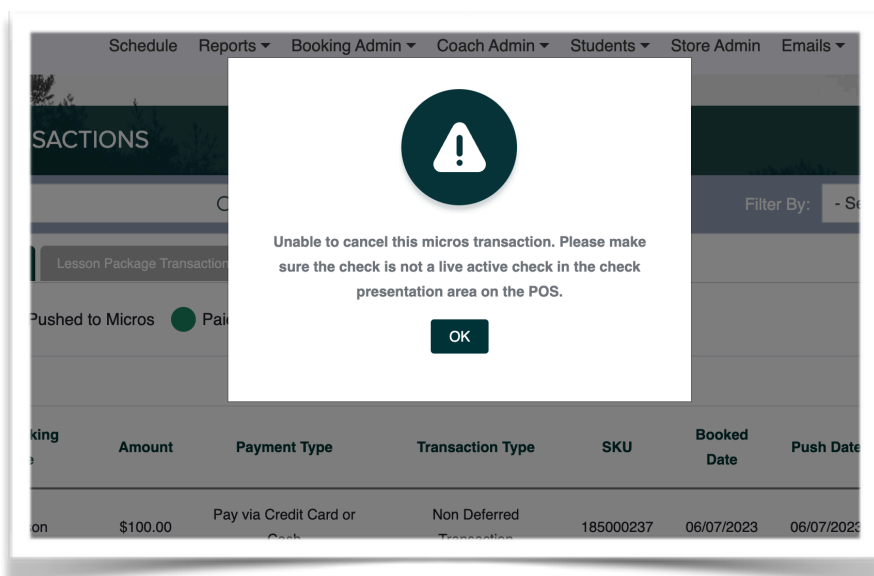 Schedule Reports Booking Admin Coach Admin Students Store Admin Emails
SACTIONS
Unable to cancel this micros transaction. Please make
sure the check is not a live active check in the check
presentation area on the POS.
OK
Filter By: - Se
Lesson Package Transaction
Pushed to Micros Pai
king
Amount Payment Type Transaction Type SKU
Booked
Date
Push Date
son $100.00
Pay via Credit Card or
Cash
Non Deferred
Transaction
185000237 06/07/2023 06/07/2023